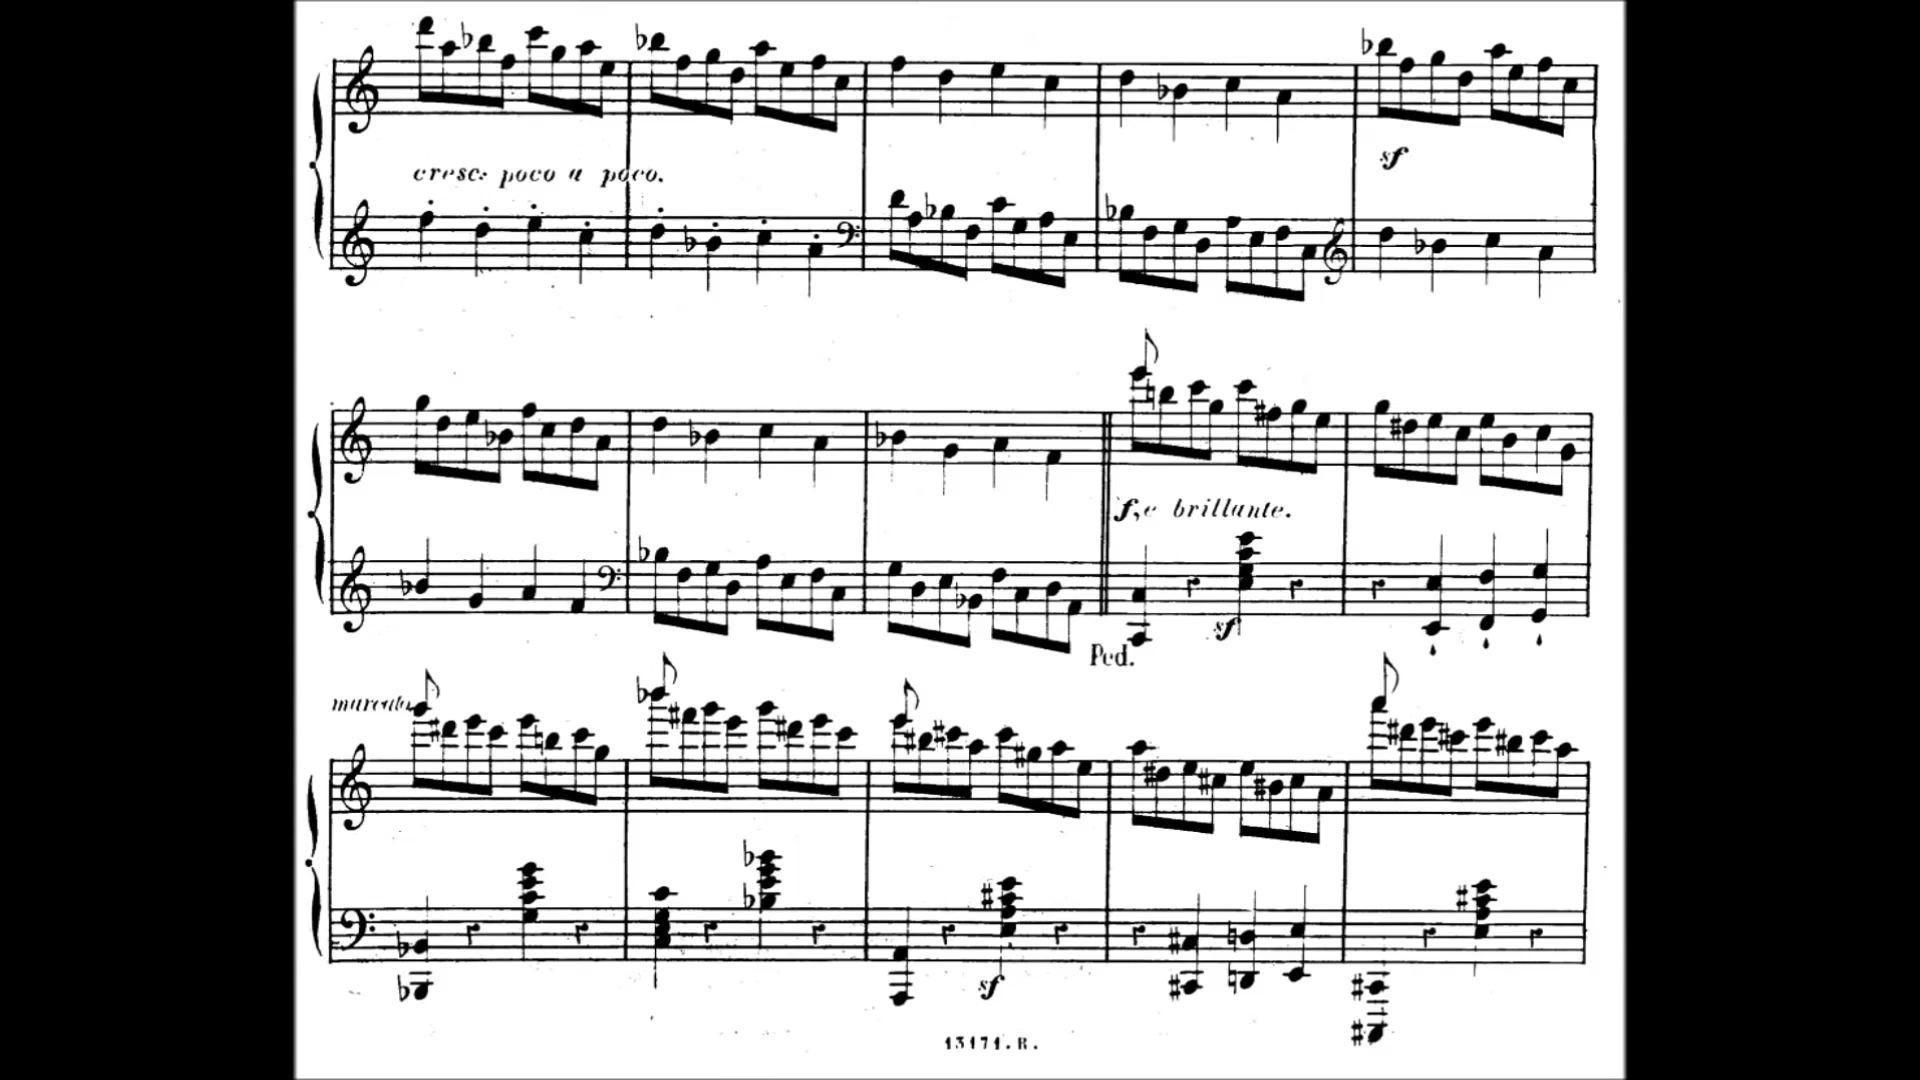 cresc: poco a poco.
sf
f, e brillante.
sf
Ped.
marcato
sf
13171. R.